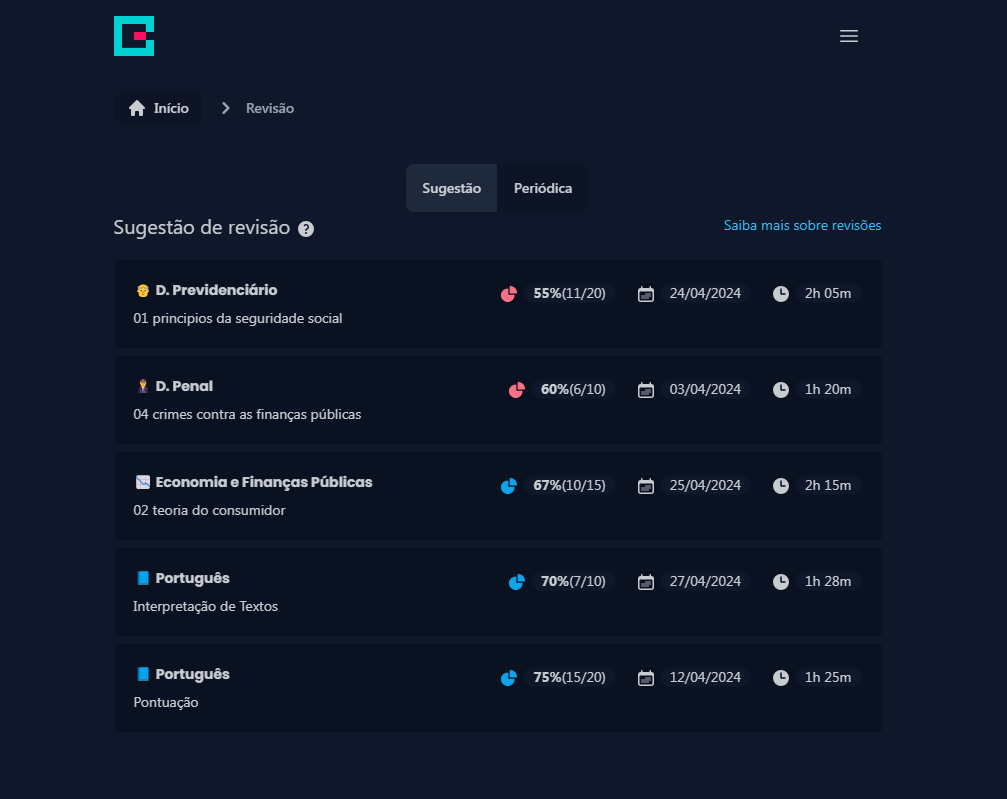 Início
Revisão
Sugestão Periódica
Sugestão de revisão ?
Saiba mais sobre revisões
D. Previdenciário 55%(11/20) 24/04/2024 2h 05m
01 principios da seguridade social
D. Penal 60%(6/10) 03/04/2024 1h 20m
04 crimes contra as finanças públicas
Economia e Finanças Públicas 67%(10/15) 25/04/2024 2h 15m
02 teoria do consumidor
Português 70%(7/10) 27/04/2024 1h 28m
Interpretação de Textos
Português 75%(15/20) 12/04/2024 1h 25m
Pontuação